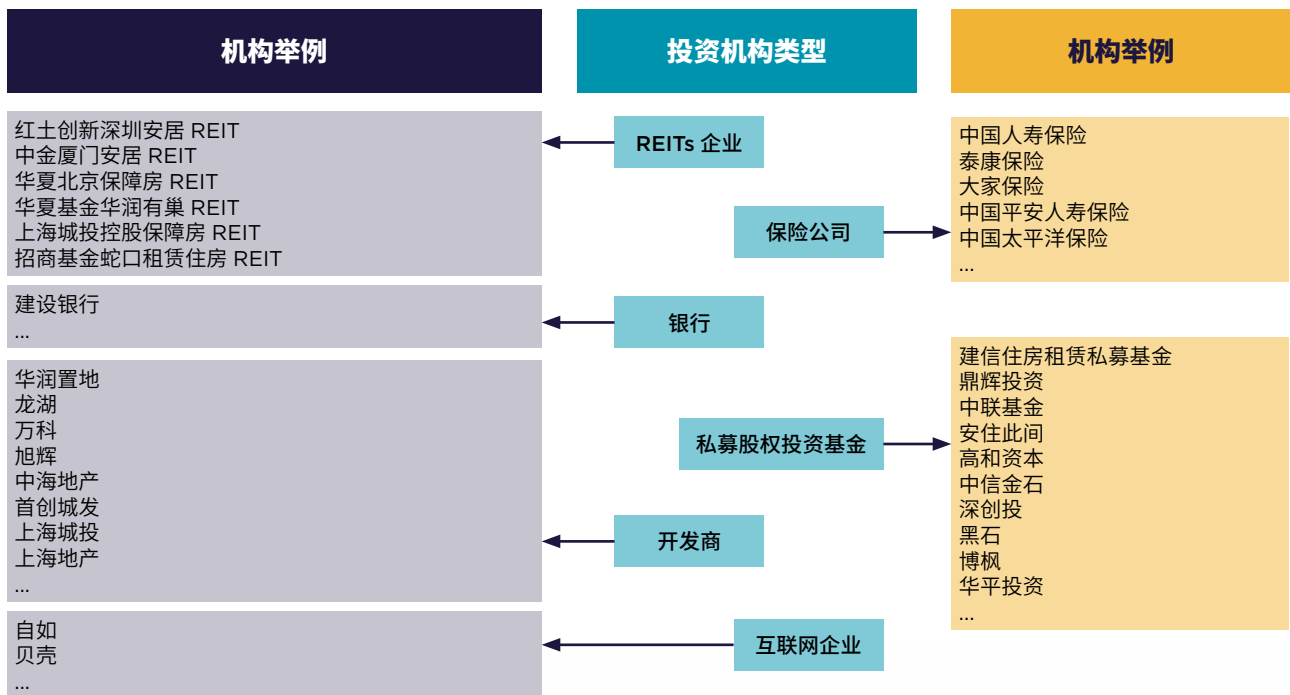 机构举例
投资机构类型
机构举例
红土创新深圳安居 REIT
中金厦门安居 REIT
华夏北京保障房 REIT
华夏基金华润有巢 REIT
上海城投控股保障房 REIT
招商基金蛇口租赁住房 REIT
REITs 企业
保险公司
中国人寿保险
泰康保险
大家保险
中国平安人寿保险
中国太平洋保险
...
建设银行
...
银行
华润置地
龙湖
万科
旭辉
中海地产
首创城发
上海城投
上海地产
...
私募股权投资基金
开发商
建信住房租赁私募基金
鼎辉投资
中联基金
安住此间
高和资本
中信金石
深创投
黑石
博枫
华平投资
...
自如
贝壳
...
互联网企业